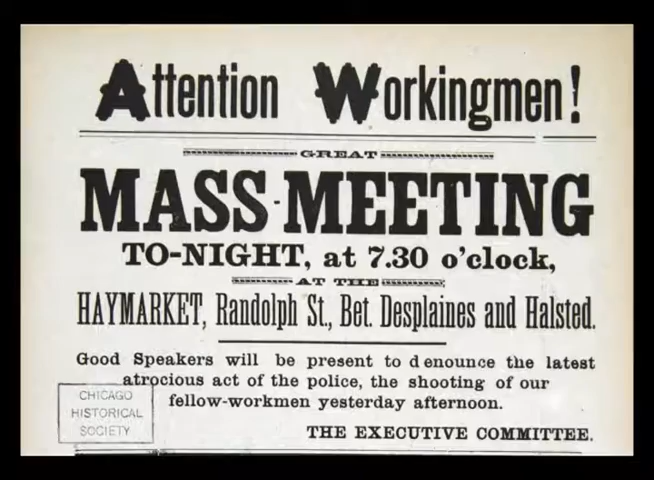 Attention Workingmen!
GREAT
MASS-MEETING
TO-NIGHT, at 7.30 o'clock,
AT THE
HAYMARKET, Randolph St., Bet. Desplaines and Halsted.
Good Speakers will be present to denounce the latest
atrocious act of the police, the shooting of our
fellow-workmen yesterday afternoon.
THE EXECUTIVE COMMITTEE.
CHICAGO
HISTORICAL
SOCIETY